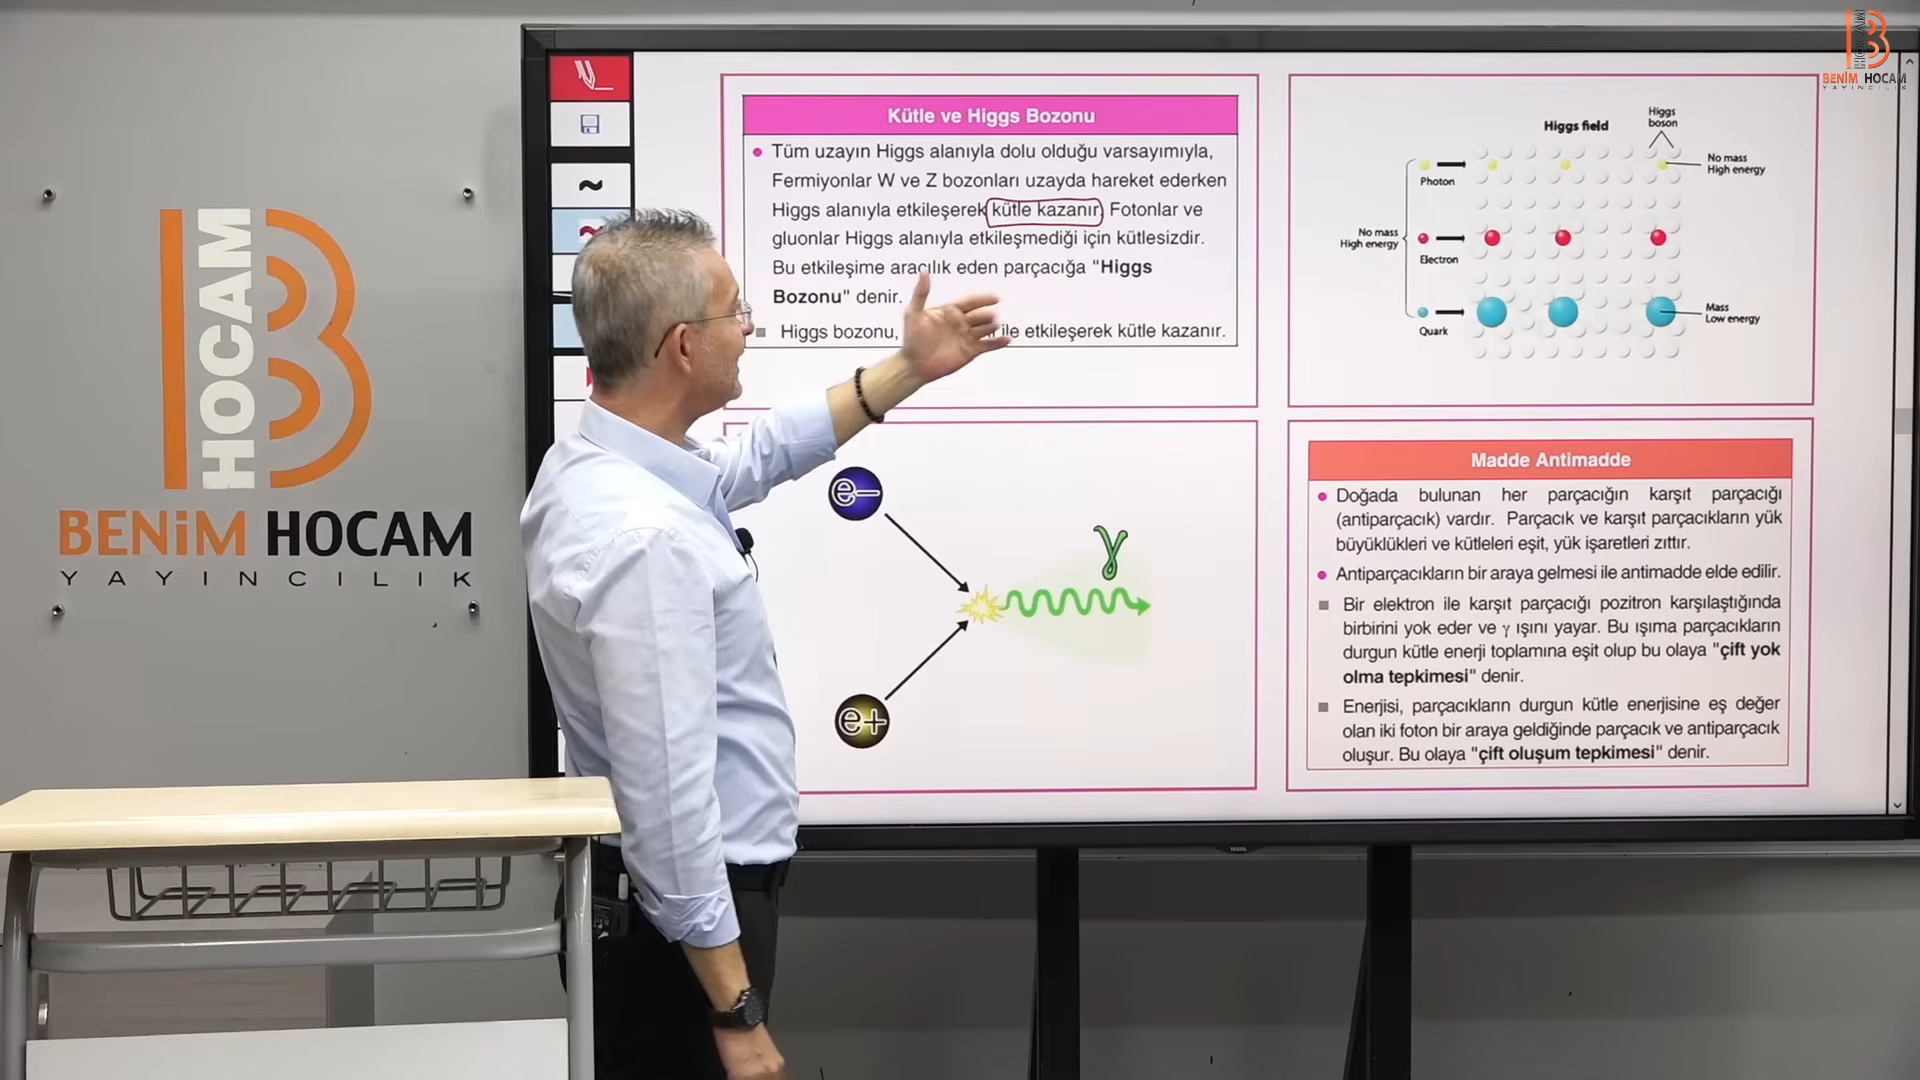 B HOCAM
BENİM HOCAM
YAYINCILIK
HOCAM
BENİM HOCAM
YAYINCILIK
Kütle ve Higgs Bozonu
Tüm uzayın Higgs alanıyla dolu olduğu varsayımıyla,
Fermiyonlar W ve Z bozonları uzayda hareket ederken
Higgs alanıyla etkileşerek kütle kazanır. Fotonlar ve
gluonlar Higgs alanıyla etkileşmediği için kütlesizdir.
Bu etkileşime aracılık eden parçacığa "Higgs
Bozonu" denir.
Higgs bozonu, ile etkileşerek kütle kazanır.
Higgs field
Higgs
boson
No mass
High energy
Photon
No mass
High energy
Electron
Mass
Low energy
Quark
e−
γ
e+
Madde Antimadde
Doğada bulunan her parçacığın karşıt parçacığı
(antiparçacık) vardır. Parçacık ve karşıt parçacıkların yük
büyüklükleri ve kütleleri eşit, yük işaretleri zıttır.
Antiparçacıkların bir araya gelmesi ile antimadde elde edilir.
Bir elektron ile karşıt parçacığı pozitron karşılaştığında
birbirini yok eder ve γ ışını yayar. Bu ışıma parçacıkların
durgun kütle enerji toplamına eşit olup bu olaya "çift yok
olma tepkimesi" denir.
Enerjisi, parçacıkların durgun kütle enerjisine eş değer
olan iki foton bir araya geldiğinde parçacık ve antiparçacık
oluşur. Bu olaya "çift oluşum tepkimesi" denir.